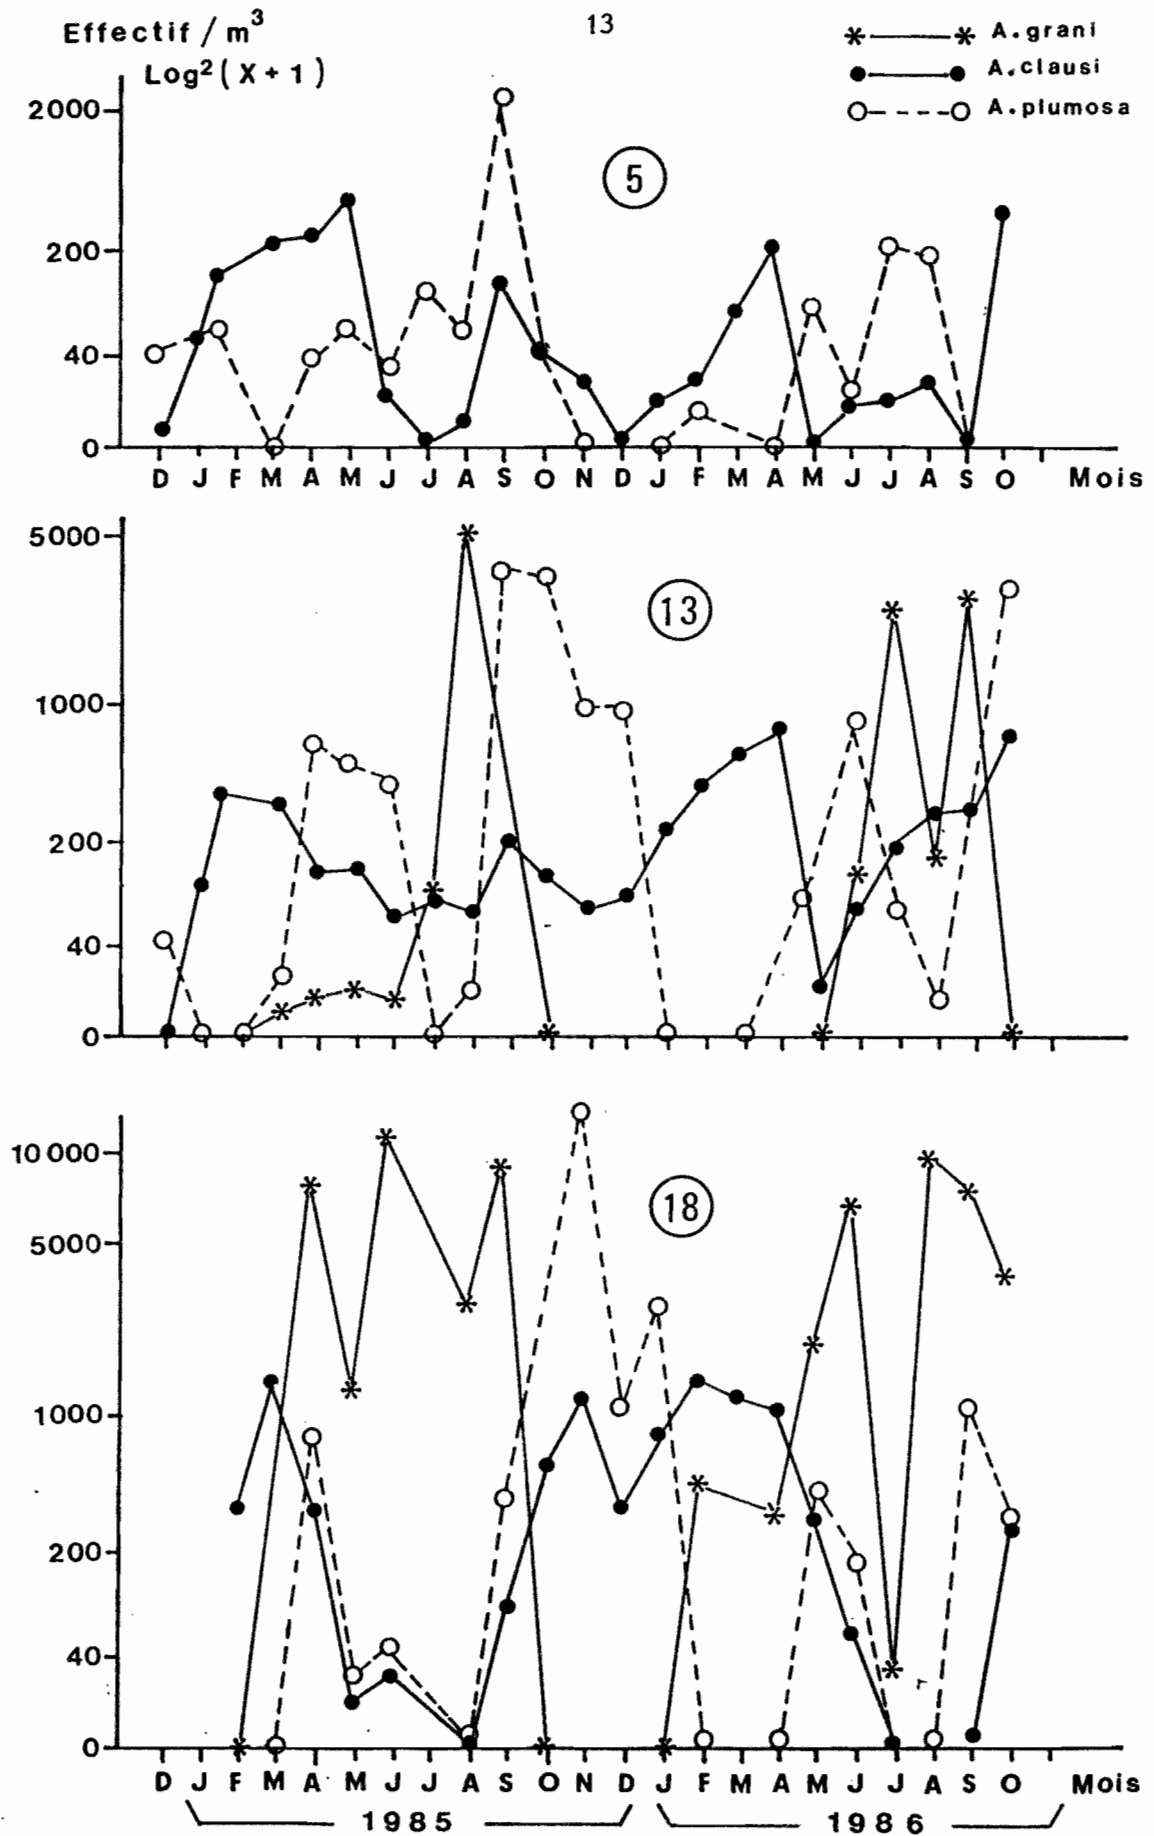 13
Effectif / m³
Log²( X + 1 )
A.grani
A.clausi
A.plumosa
2000
200
40
0
5
D J F M A M J J A S O N D J F M A M J J A S O Mois
5000
1000
200
40
0
13
10 000
5000
1000
200
40
0
18
D J F M A M J J A S O N D J F M A M J J A S O Mois
1985 1986